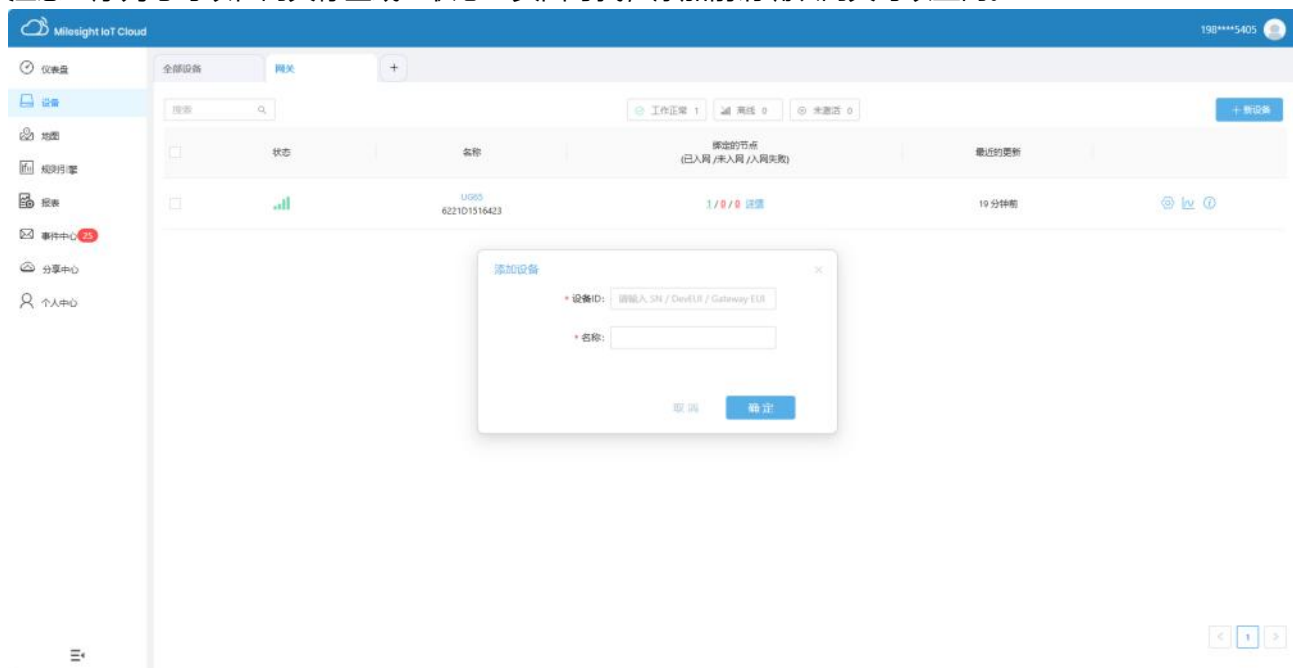 Milesight IoT Cloud
198****5405
仪表盘
设备
地图
规则引擎
报表
事件中心 25
分享中心
个人中心
全部设备 网关 +
搜索
工作正常 1 离线 0 未激活 0
+ 新设备
状态 名称 绑定的节点 最近的更新
(已入网 /未入网 /入网失败)
UG65
6221D1516423
1 / 0 / 0 详情
19 分钟前
添加设备
* 设备ID: 请输入 SN / DevEUI / Gateway EUI
* 名称:
取消 确定
< 1 >